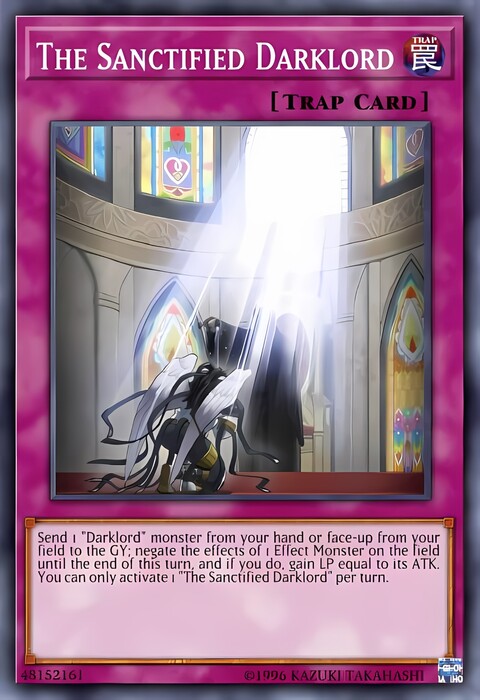 THE SANCTIFIED DARKLORD
TRAP
罠
[TRAP CARD]
Send 1 "Darklord" monster from your hand or face-up from your
field to the GY; negate the effects of 1 Effect Monster on the field
until the end of this turn, and if you do, gain LP equal to its ATK.
You can only activate 1 "The Sanctified Darklord" per turn.
48152161
©1996 KAZUKI TAKAHASHI